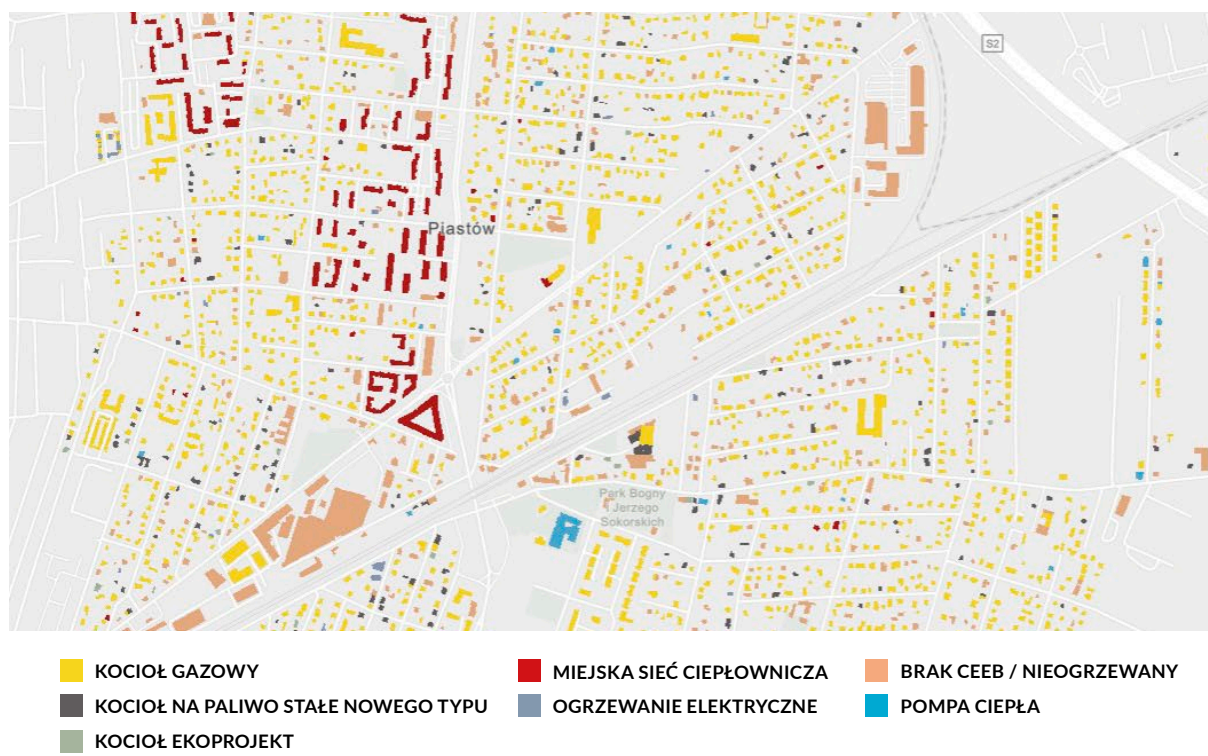 S2
Piastów
Park Bogny
i Jerzego
Sokorskich
KOCIOŁ GAZOWY
MIEJSKA SIEĆ CIEPŁOWNICZA
BRAK CEEB / NIEOGRZEWANY
KOCIOŁ NA PALIWO STAŁE NOWEGO TYPU
OGRZEWANIE ELEKTRYCZNE
POMPA CIEPŁA
KOCIOŁ EKOPROJEKT